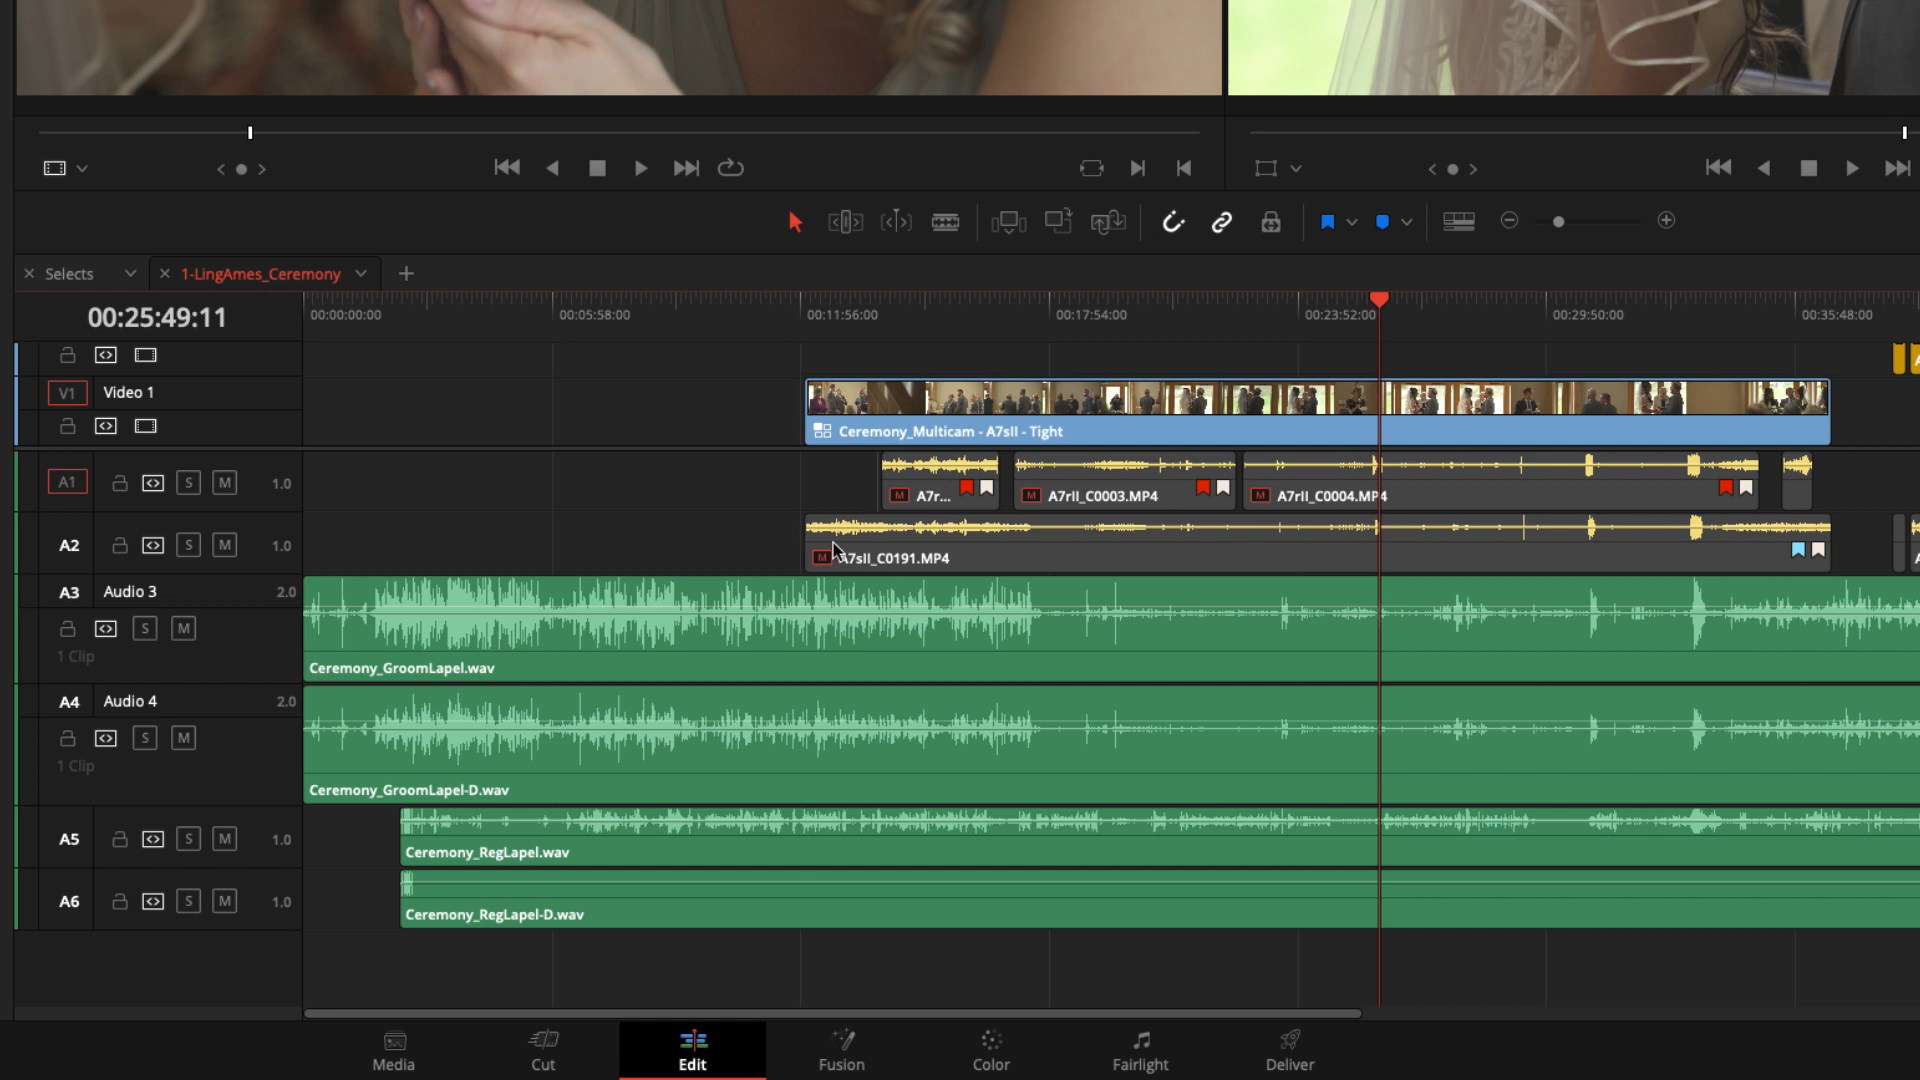 Selects
1-LingAmes_Ceremony
00:25:49:11
00:00:00:00
00:05:58:00
00:11:56:00
00:17:54:00
00:23:52:00
00:29:50:00
00:35:48:00
V1 Video 1
Ceremony_Multicam - A7sII - Tight
A1 S M 1.0
M A7r...
M A7rII_C0003.MP4
M A7rII_C0004.MP4
A2 S M 1.0
M A7sII_C0191.MP4
A3 Audio 3 2.0
S M
1 Clip
Ceremony_GroomLapel.wav
A4 Audio 4 2.0
S M
1 Clip
Ceremony_GroomLapel-D.wav
A5 S M 1.0
Ceremony_RegLapel.wav
A6 S M 1.0
Ceremony_RegLapel-D.wav
Media
Cut
Edit
Fusion
Color
Fairlight
Deliver